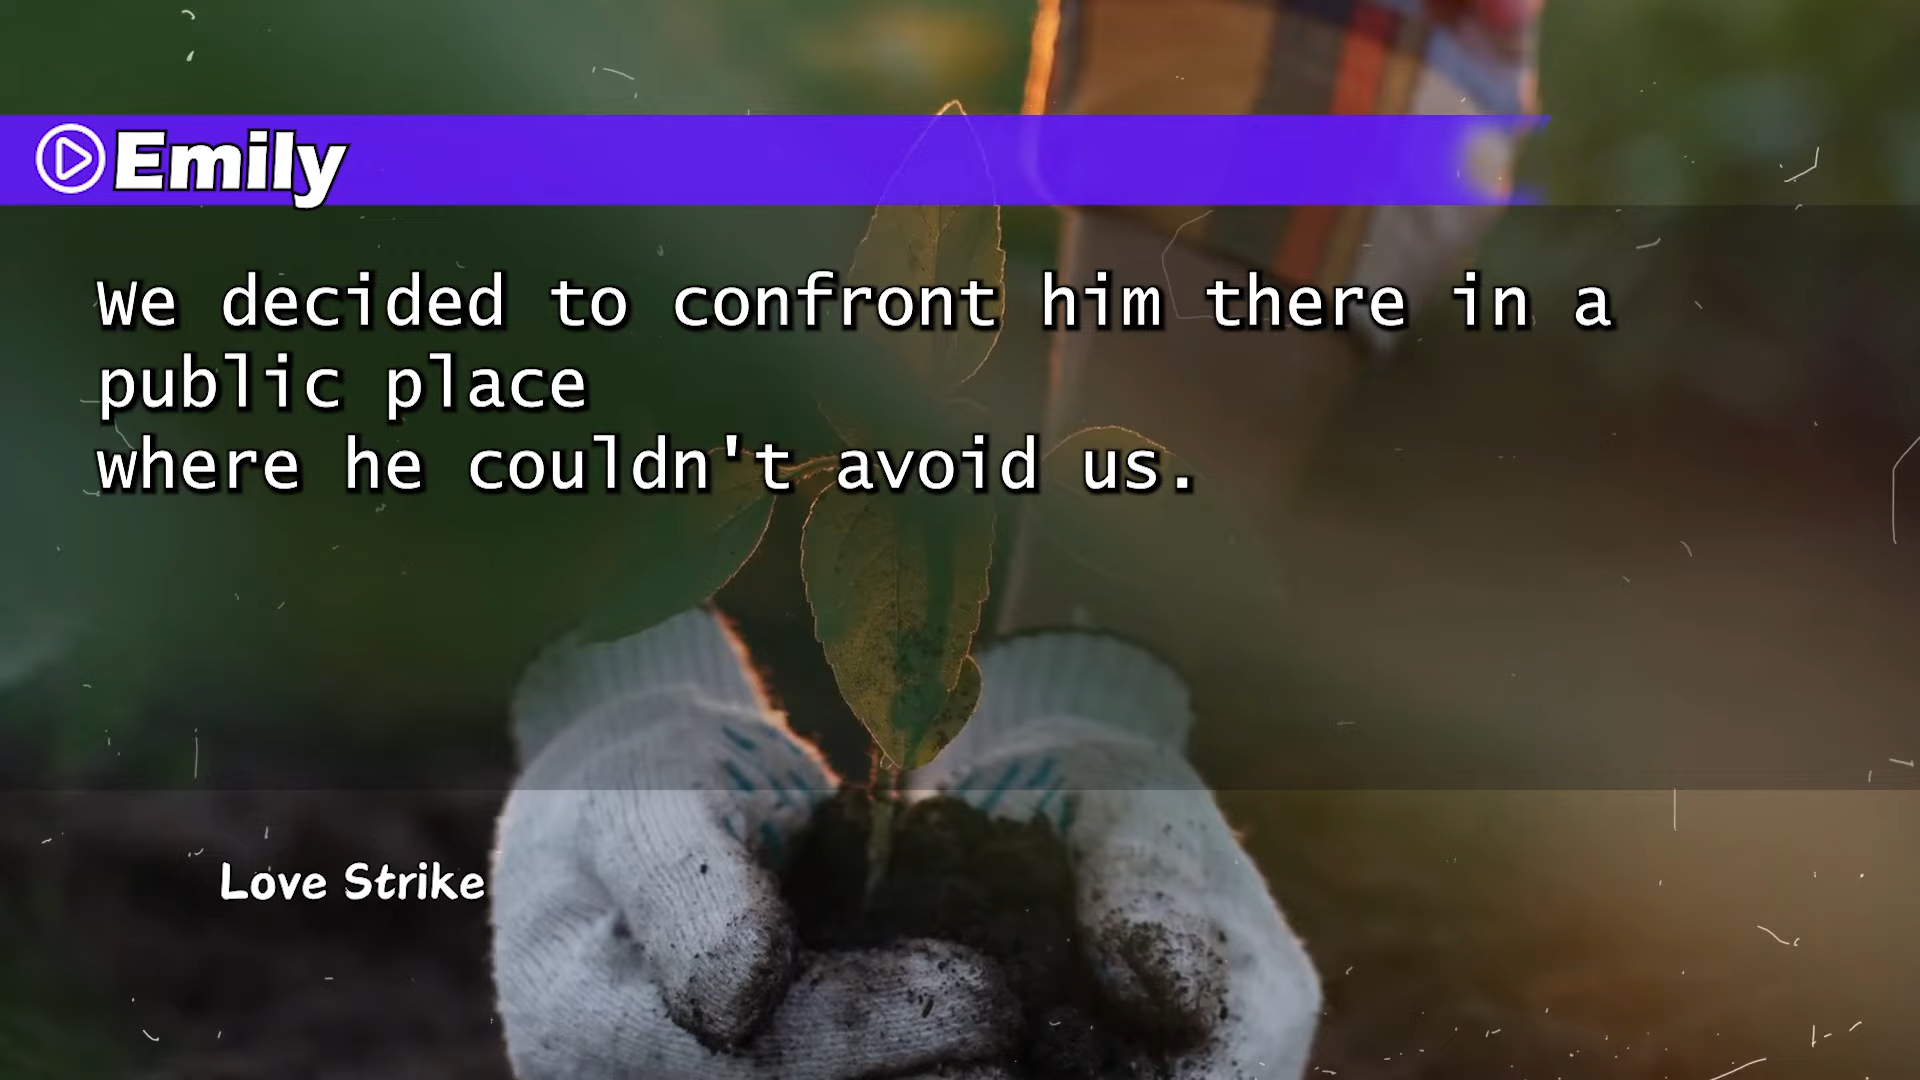 Emily
We decided to confront him there in a
public place
where he couldn't avoid us.
Love Strike